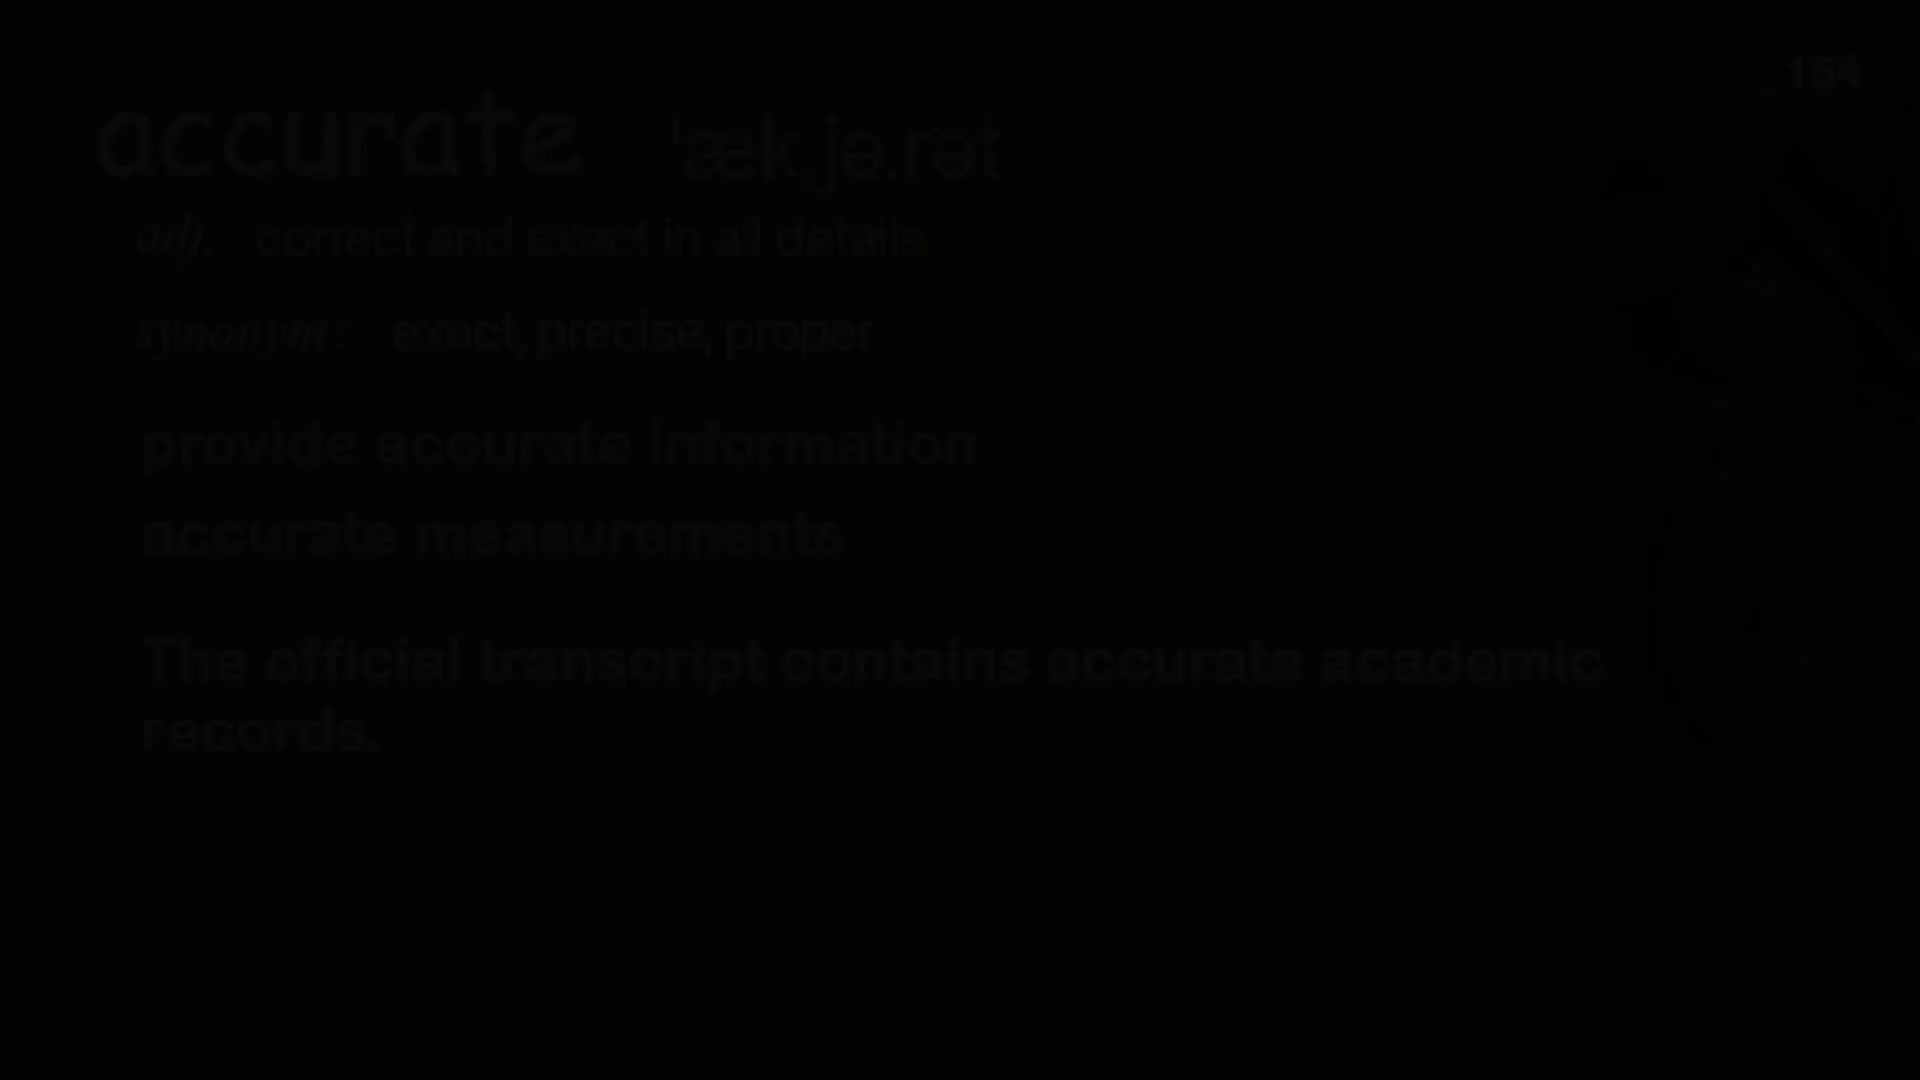 164
accurate ˈæk.jə.rət
adj. correct and exact in all details
synonym: exact, precise, proper
provide accurate information
accurate measurements
The official transcript contains accurate academic
records.